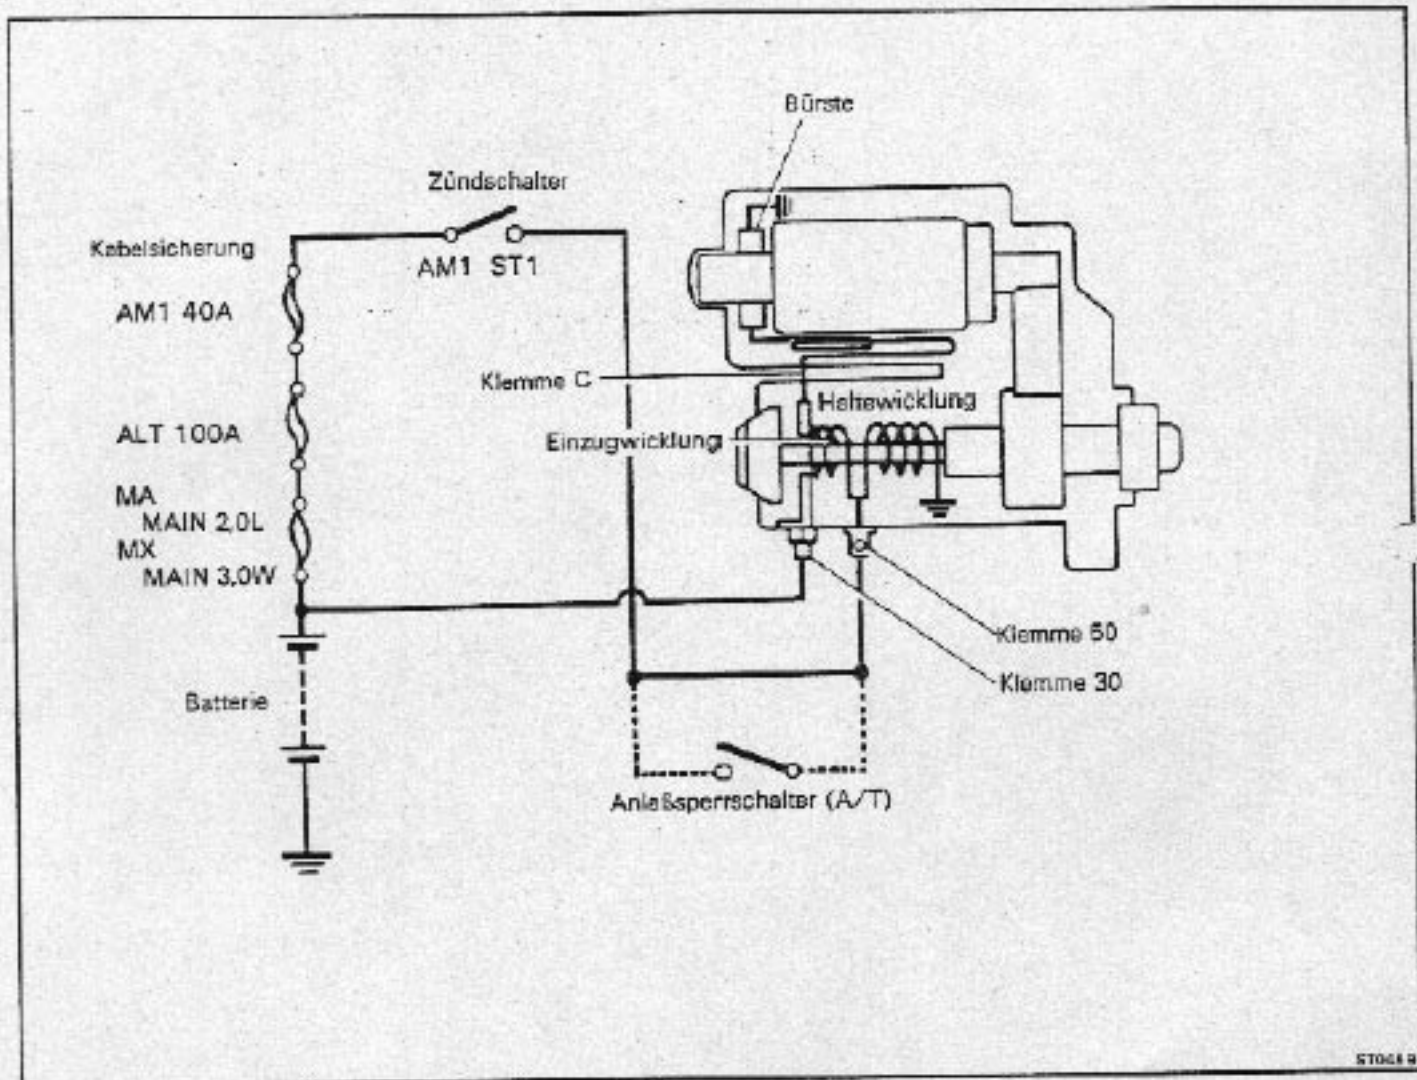 Bürste
Zündschalter
Kabelsicherung
AM1 ST1
AM1 40A
Klemme C
Haltewicklung
ALT 100A
Einzugwicklung
MA
MAIN 2,0L
MX
MAIN 3,0W
Klemme 50
Klemme 30
Batterie
Anlaßsperrschalter (A/T)